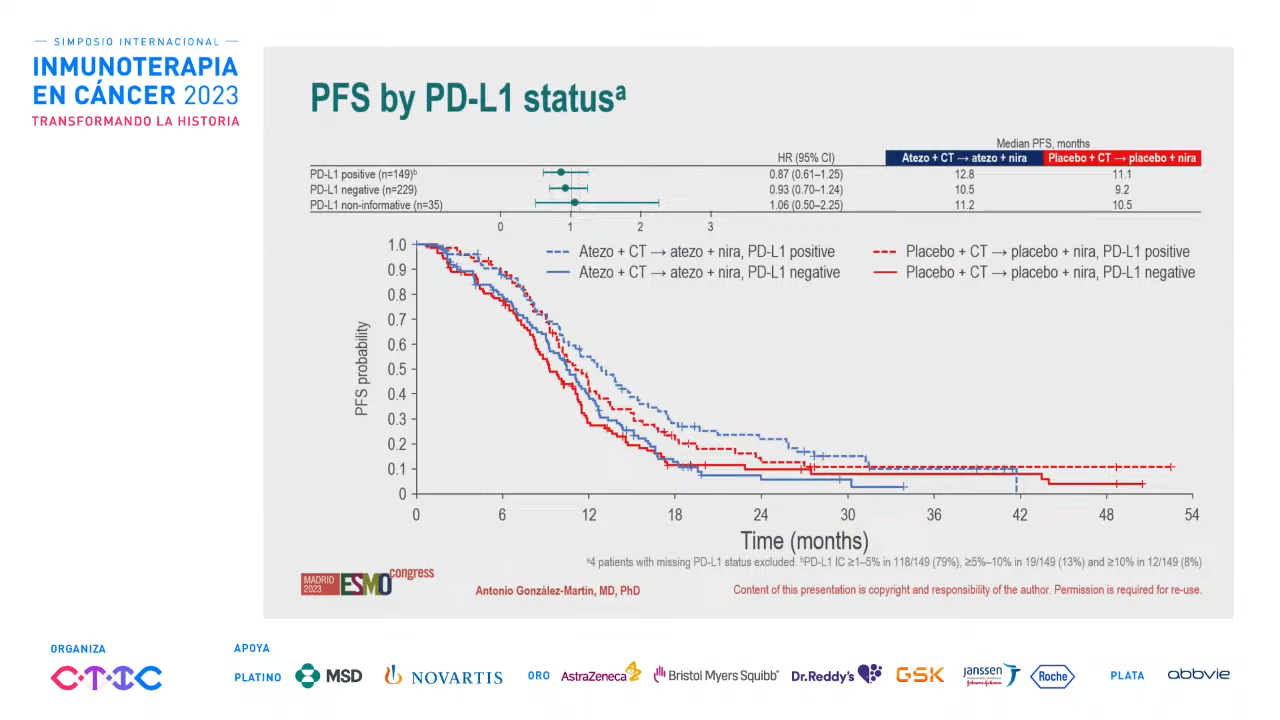 — SIMPOSIO INTERNACIONAL —
INMUNOTERAPIA
EN CÁNCER 2023
TRANSFORMANDO LA HISTORIA
PFS by PD-L1 statusᵃ
Median PFS, months
HR (95% CI) Atezo + CT → atezo + nira Placebo + CT → placebo + nira
PD-L1 positive (n=149)ᵇ 0.87 (0.61–1.25) 12.8 11.1
PD-L1 negative (n=229) 0.93 (0.70–1.24) 10.5 9.2
PD-L1 non-informative (n=35) 1.06 (0.50–2.25) 11.2 10.5
0 1 2 3
Atezo + CT → atezo + nira, PD-L1 positive
Placebo + CT → placebo + nira, PD-L1 positive
Atezo + CT → atezo + nira, PD-L1 negative
Placebo + CT → placebo + nira, PD-L1 negative
PFS probability
1.0
0.9
0.8
0.7
0.6
0.5
0.4
0.3
0.2
0.1
0
0 6 12 18 24 30 36 42 48 54
Time (months)
ᵃ4 patients with missing PD-L1 status excluded. ᵇPD-L1 IC ≥1–5% in 118/149 (79%), ≥5%–10% in 19/149 (13%) and ≥10% in 12/149 (8%)
MADRID
2023
ESMO congress
Antonio González-Martin, MD, PhD
Content of this presentation is copyright and responsibility of the author. Permission is required for re-use.
ORGANIZA
CTIC
APOYA
PLATINO MSD NOVARTIS ORO AstraZeneca Bristol Myers Squibb Dr.Reddy's GSK Janssen Johnson-Johnson Roche PLATA abbvie